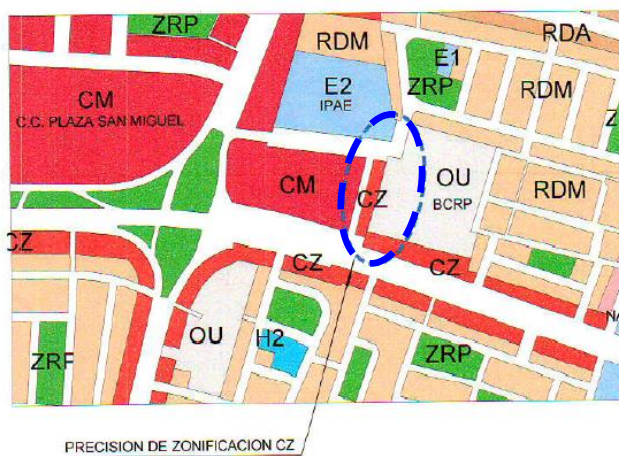 ZRP
RDM
RDA
E1
ZRP
RDM
E2
IPAE
CM
C.C. PLAZA SAN MIGUEL
CM
CZ
OU
BCRP
RDM
CZ
CZ
CZ
OU
H2
ZRP
ZRP
PRECISION DE ZONIFICACION CZ